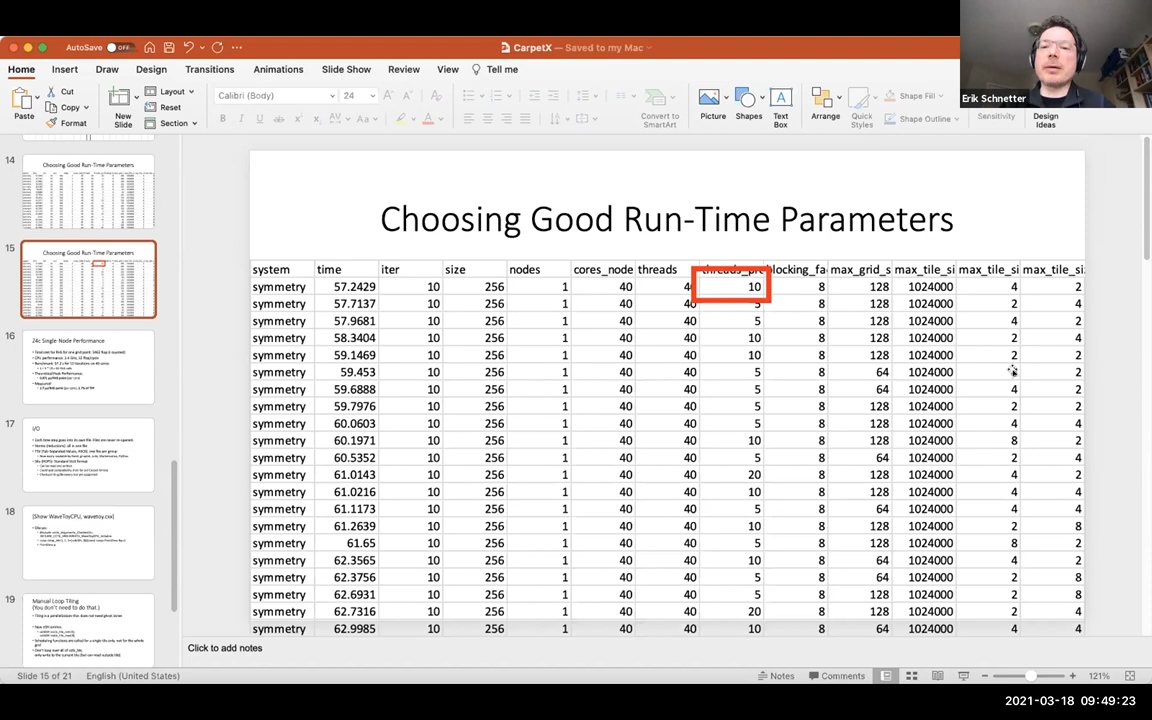 AutoSave OFF
CarpetX — Saved to my Mac
Home Insert Draw Design Transitions Animations Slide Show Review View Tell me
Erik Schnetter
Paste
Cut
Copy
Format
New Slide
Layout
Reset
Section
Calibri (Body) 24
Convert to SmartArt
Picture
Shapes
Text Box
Arrange
Quick Styles
Shape Fill
Shape Outline
Sensitivity
Design Ideas
14
Choosing Good Run-Time Parameters
15
Choosing Good Run-Time Parameters
16
17
I/O
18
[Show WaveToyCPU, wavetoy.cxx]
19
Manual Loop Tiling
(You don't need to do that.)
Choosing Good Run-Time Parameters
system time iter size nodes cores_node threads blocking_fa max_grid_s max_tile_si max_tile_si max_tile_si
symmetry 57.2429 10 256 1 40 40 10 8 128 1024000 4 2
symmetry 57.7137 10 256 1 40 40 5 8 128 1024000 2 4
symmetry 57.9681 10 256 1 40 40 5 8 128 1024000 4 2
symmetry 58.3404 10 256 1 40 40 10 8 128 1024000 2 4
symmetry 59.1469 10 256 1 40 40 10 8 128 1024000 2 2
symmetry 59.453 10 256 1 40 40 5 8 64 1024000 2
symmetry 59.6888 10 256 1 40 40 5 8 64 1024000 4 2
symmetry 59.7976 10 256 1 40 40 5 8 128 1024000 2 2
symmetry 60.0603 10 256 1 40 40 5 8 128 1024000 4 4
symmetry 60.1971 10 256 1 40 40 10 8 128 1024000 8 2
symmetry 60.5352 10 256 1 40 40 5 8 64 1024000 2 4
symmetry 61.0143 10 256 1 40 40 20 8 128 1024000 4 2
symmetry 61.0216 10 256 1 40 40 10 8 128 1024000 4 4
symmetry 61.1173 10 256 1 40 40 5 8 64 1024000 4 4
symmetry 61.2639 10 256 1 40 40 10 8 128 1024000 2 8
symmetry 61.65 10 256 1 40 40 5 8 128 1024000 8 2
symmetry 62.3565 10 256 1 40 40 10 8 64 1024000 4 2
symmetry 62.3756 10 256 1 40 40 5 8 64 1024000 2 8
symmetry 62.6931 10 256 1 40 40 5 8 128 1024000 2 8
symmetry 62.7316 10 256 1 40 40 20 8 128 1024000 2 4
symmetry 62.9985 10 256 1 40 40 10 8 64 1024000 4 4
Click to add notes
Slide 15 of 21 English (United States) Notes Comments 121%
2021-03-18 09:49:23